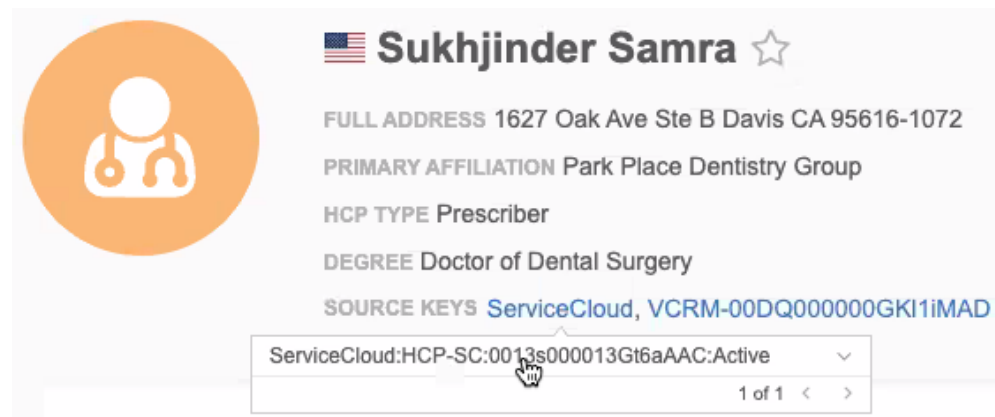 Sukhjinder Samra
FULL ADDRESS 1627 Oak Ave Ste B Davis CA 95616-1072
PRIMARY AFFILIATION Park Place Dentistry Group
HCP TYPE Prescriber
DEGREE Doctor of Dental Surgery
SOURCE KEYS ServiceCloud, VCRM-00DQ000000GKI1iMAD
ServiceCloud:HCP-SC:0013s000013Gt6aAAC:Active
1 of 1